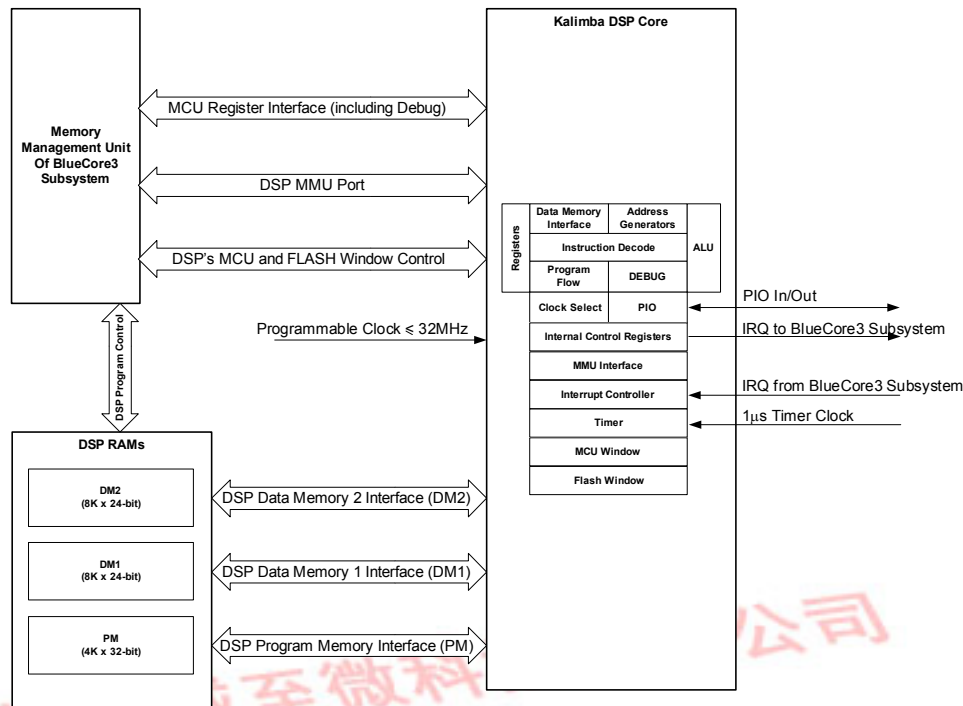 Kalimba DSP Core
Memory
Management Unit
Of BlueCore3
Subsystem
MCU Register Interface (including Debug)
DSP MMU Port
DSP's MCU and FLASH Window Control
Programmable Clock ≤ 32MHz
DSP Program Control
Registers
Data Memory
Interface
Address
Generators
Instruction Decode
ALU
Program
Flow
DEBUG
Clock Select
PIO
Internal Control Registers
MMU Interface
Interrupt Controller
Timer
MCU Window
Flash Window
PIO In/Out
IRQ to BlueCore3 Subsystem
IRQ from BlueCore3 Subsystem
1μs Timer Clock
DSP RAMs
DM2
(8K x 24-bit)
DSP Data Memory 2 Interface (DM2)
DM1
(8K x 24-bit)
DSP Data Memory 1 Interface (DM1)
PM
(4K x 32-bit)
DSP Program Memory Interface (PM)
至微科
公司